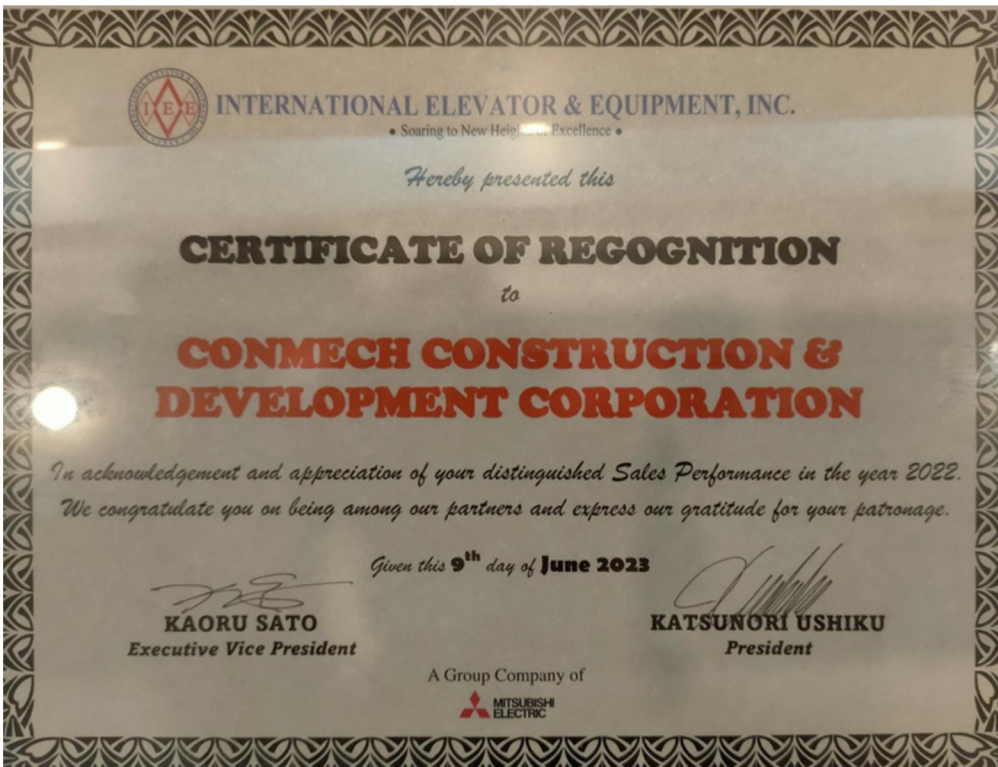 IEE
INTERNATIONAL ELEVATOR & EQUIPMENT, INC.
• Soaring to New Heights of Excellence •
Hereby presented this
CERTIFICATE OF REGOGNITION
to
CONMECH CONSTRUCTION &
DEVELOPMENT CORPORATION
In acknowledgement and appreciation of your distinguished Sales Performance in the year 2022.
We congratulate you on being among our partners and express our gratitude for your patronage.
Given this 9th day of June 2023
KAORU SATO
Executive Vice President
KATSUNORI USHIKU
President
A Group Company of
MITSUBISHI
ELECTRIC